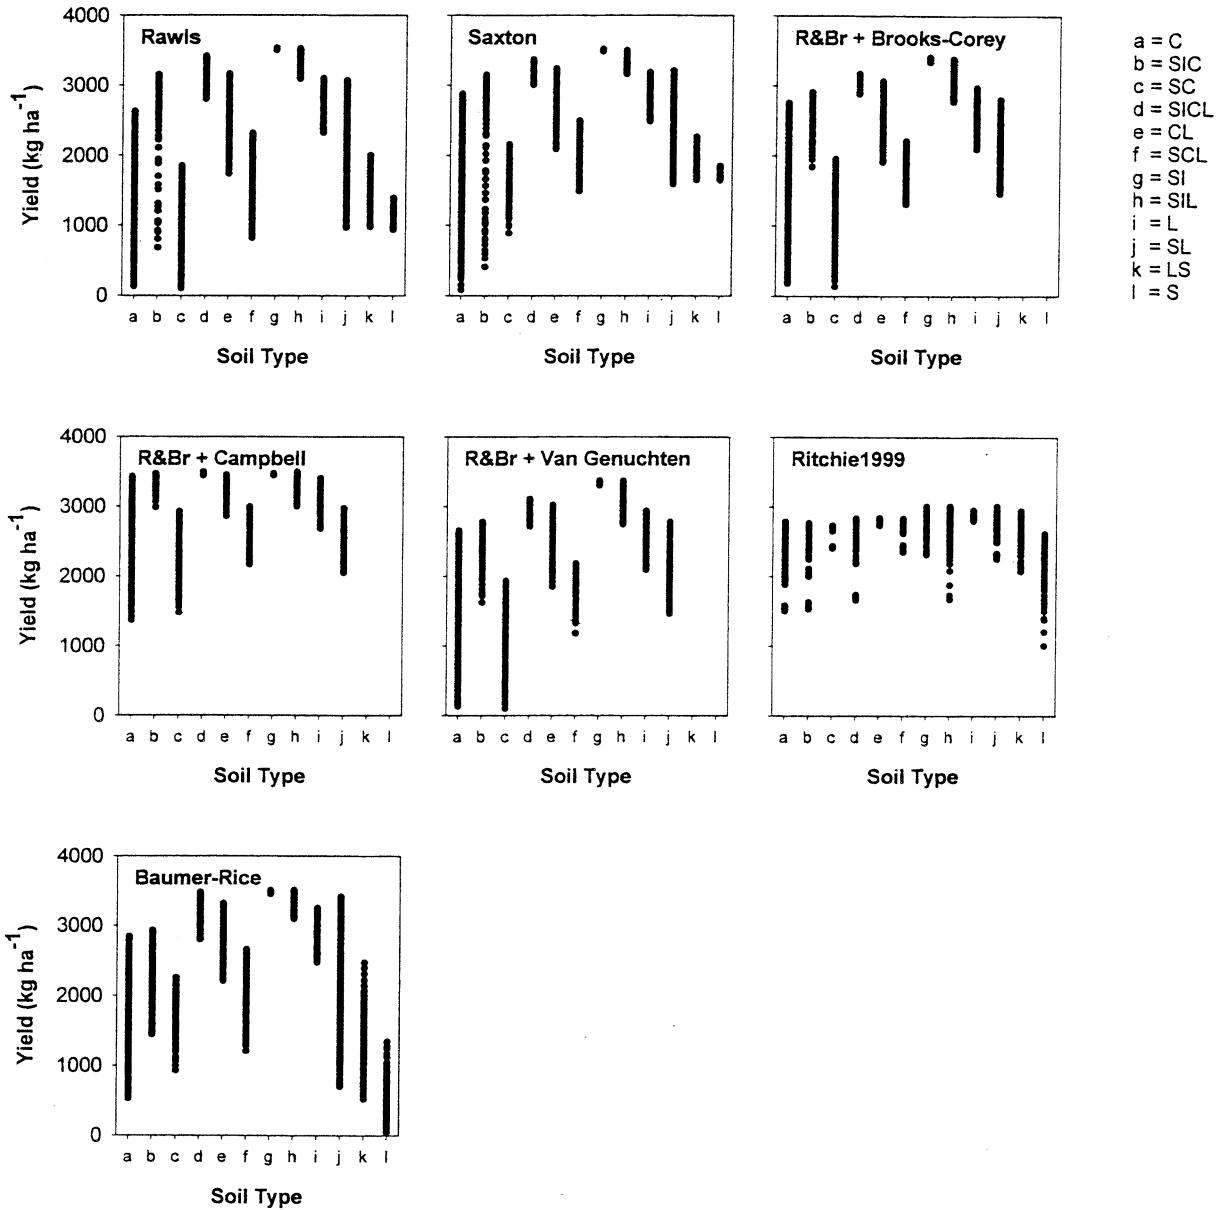 4000
3000
2000
1000
0
Yield (kg ha-1)
Rawls
a b c d e f g h i j k l
Soil Type
Saxton
a b c d e f g h i j k l
Soil Type
R&Br + Brooks-Corey
a b c d e f g h i j k l
Soil Type
a = C
b = SIC
c = SC
d = SICL
e = CL
f = SCL
g = SI
h = SIL
i = L
j = SL
k = LS
l = S
4000
3000
2000
1000
0
Yield (kg ha-1)
R&Br + Campbell
a b c d e f g h i j k l
Soil Type
R&Br + Van Genuchten
a b c d e f g h i j k l
Soil Type
Ritchie1999
a b c d e f g h i j k l
Soil Type
4000
3000
2000
1000
0
Yield (kg ha-1)
Baumer-Rice
a b c d e f g h i j k l
Soil Type